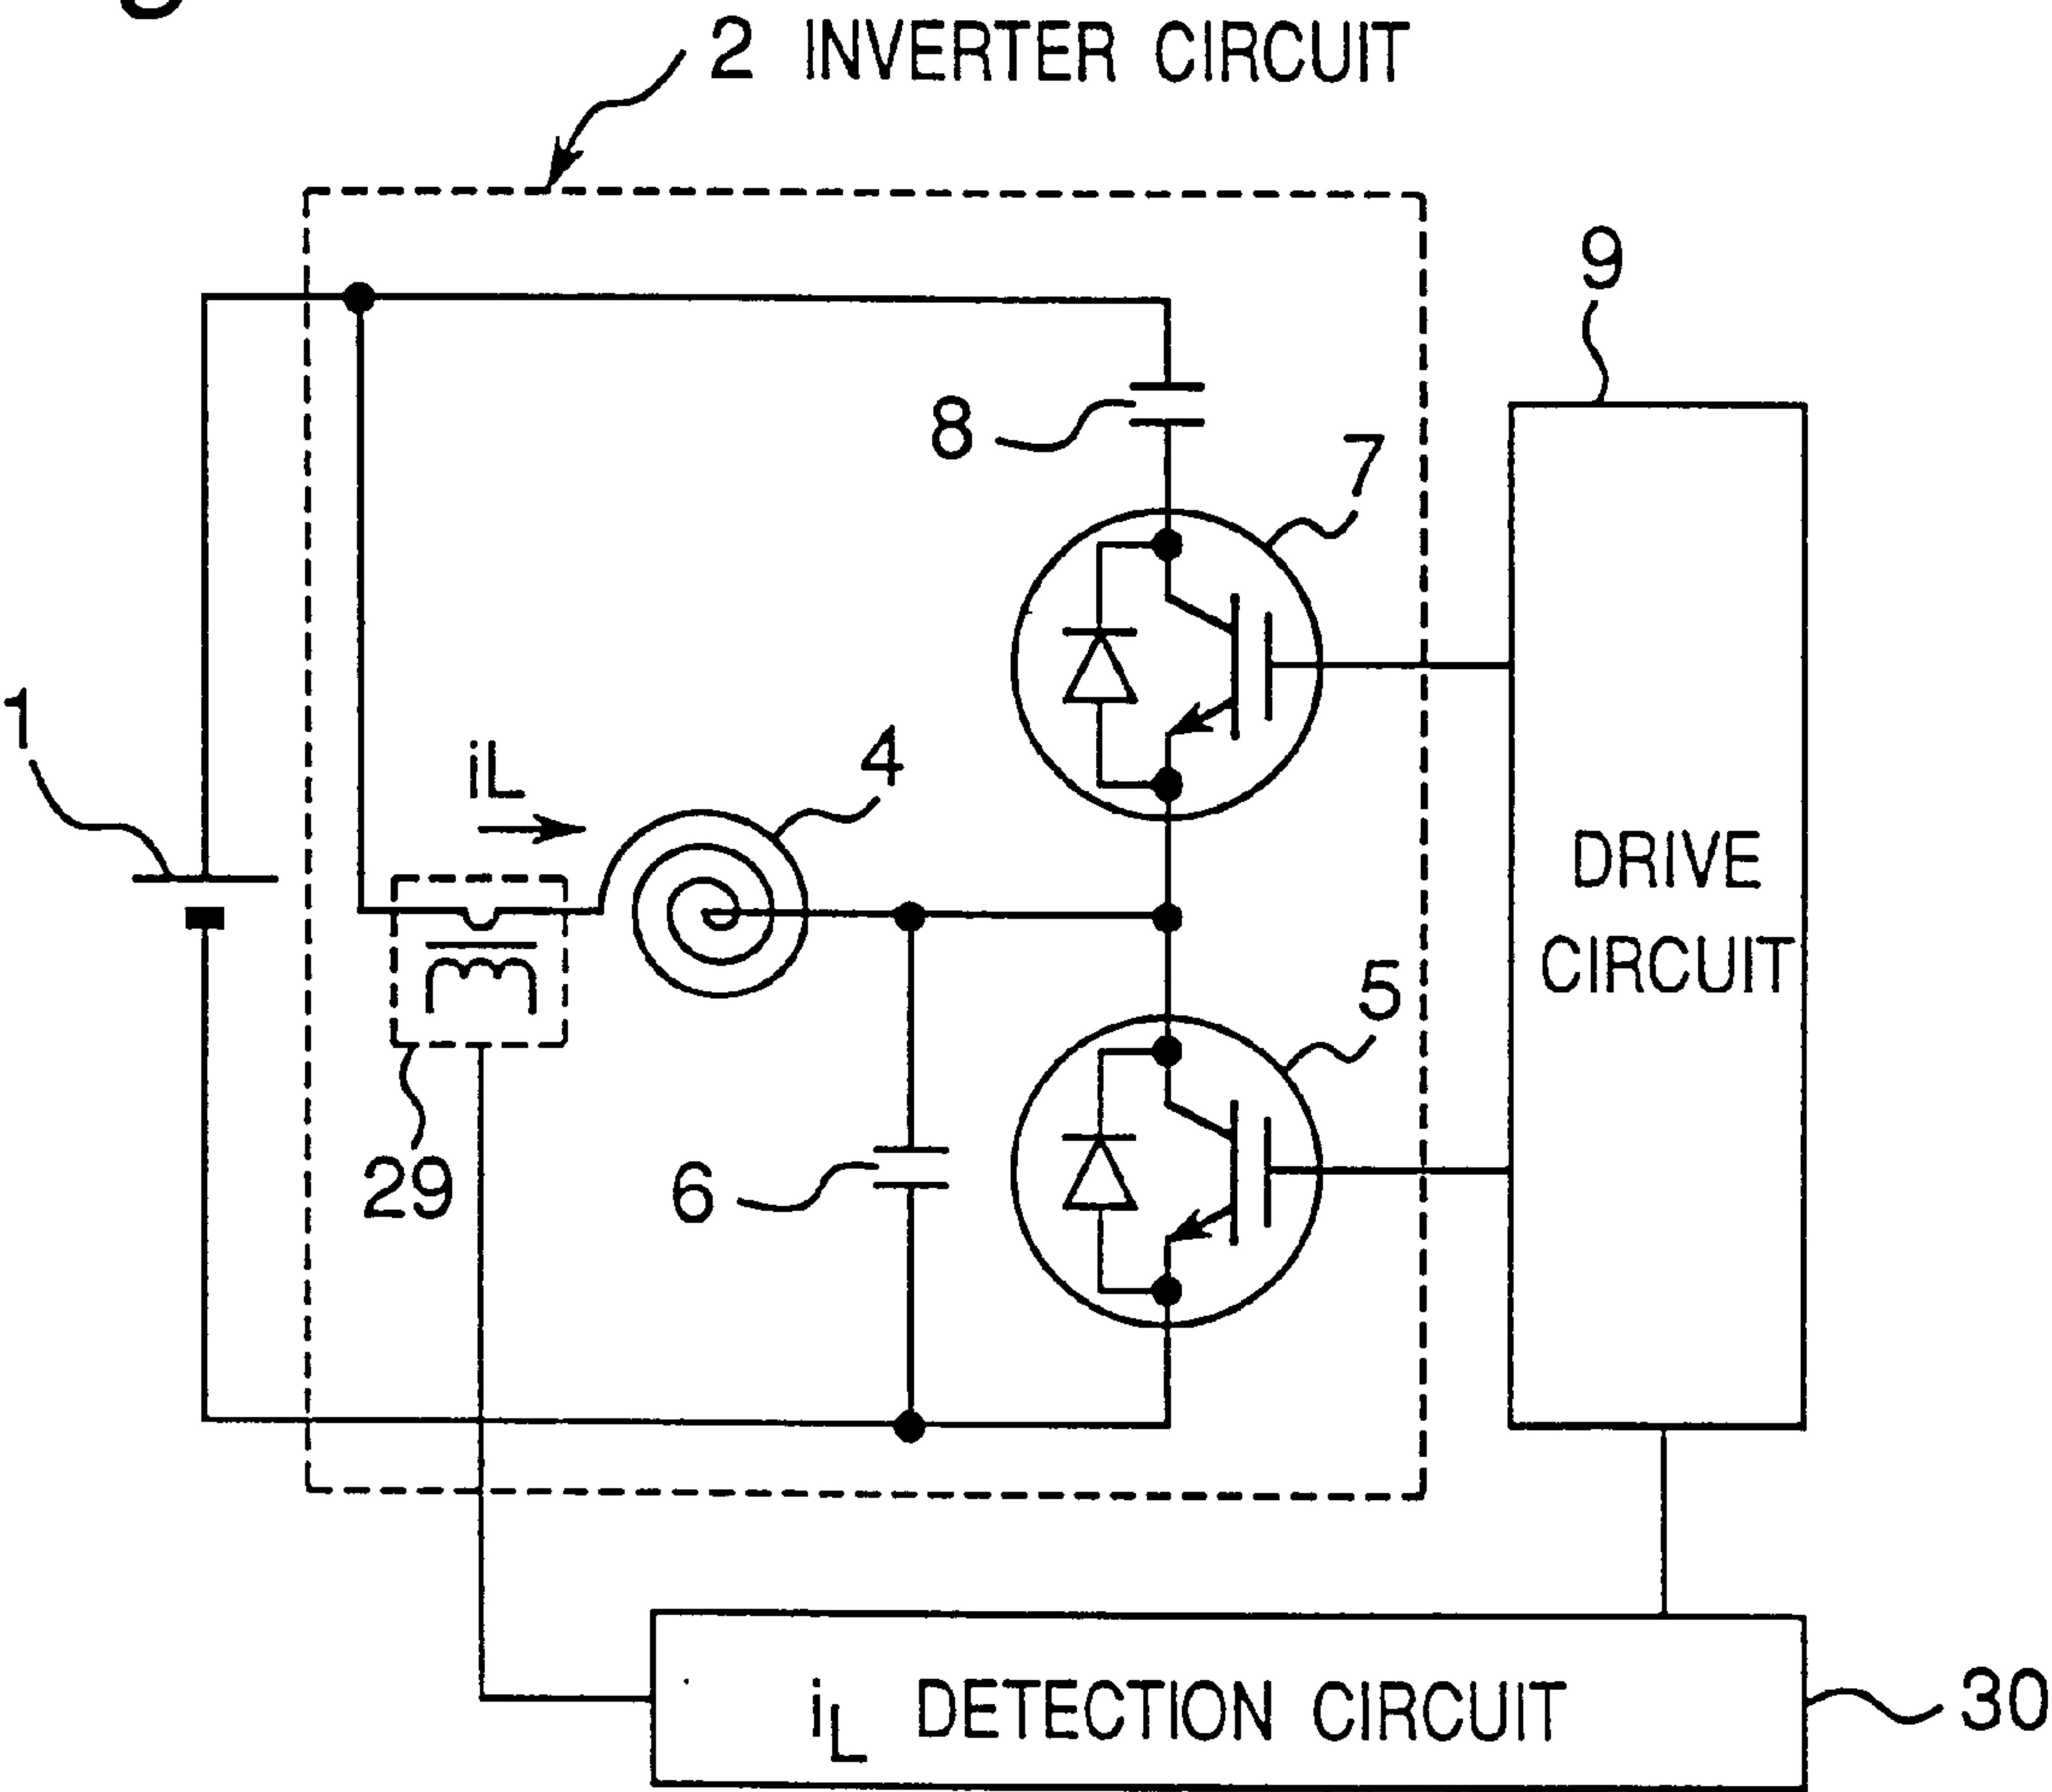 2 INVERTER CIRCUIT
9
8
7
1
iL
4
DRIVE
CIRCUIT
5
29
6
iL DETECTION CIRCUIT
30